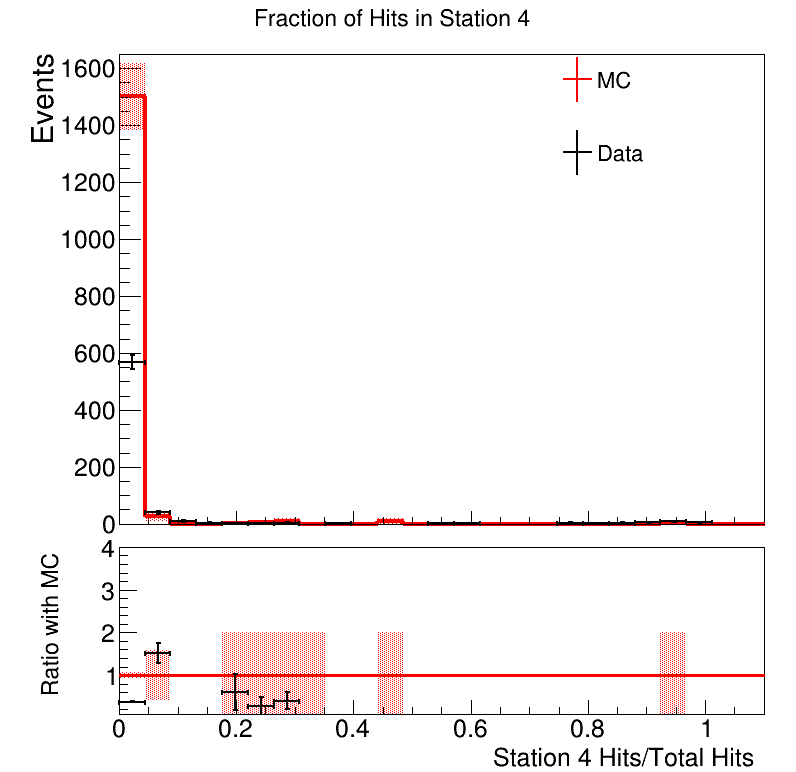 Fraction of Hits in Station 4
Events
1600
1400
1200
1000
800
600
400
200
0
MC
Data
Ratio with MC
4
3
2
1
0 0.2 0.4 0.6 0.8 1
Station 4 Hits/Total Hits